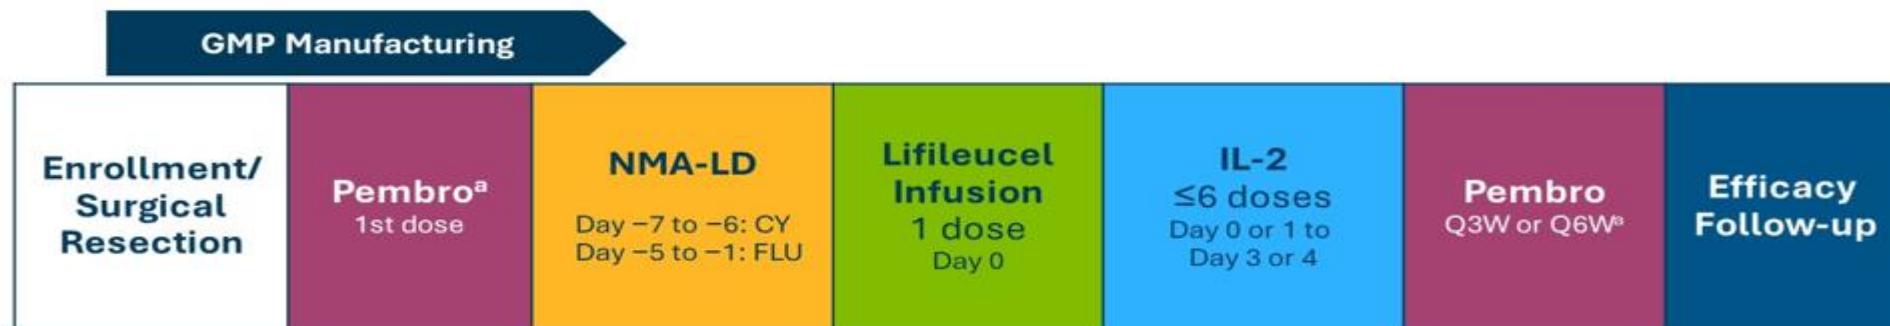 GMP Manufacturing
Enrollment/
Surgical
Resection
Pembroᵃ
1st dose
NMA-LD
Day −7 to −6: CY
Day −5 to −1: FLU
Lifileucel
Infusion
1 dose
Day 0
IL-2
≤6 doses
Day 0 or 1 to
Day 3 or 4
Pembro
Q3W or Q6Wᵃ
Efficacy
Follow-up